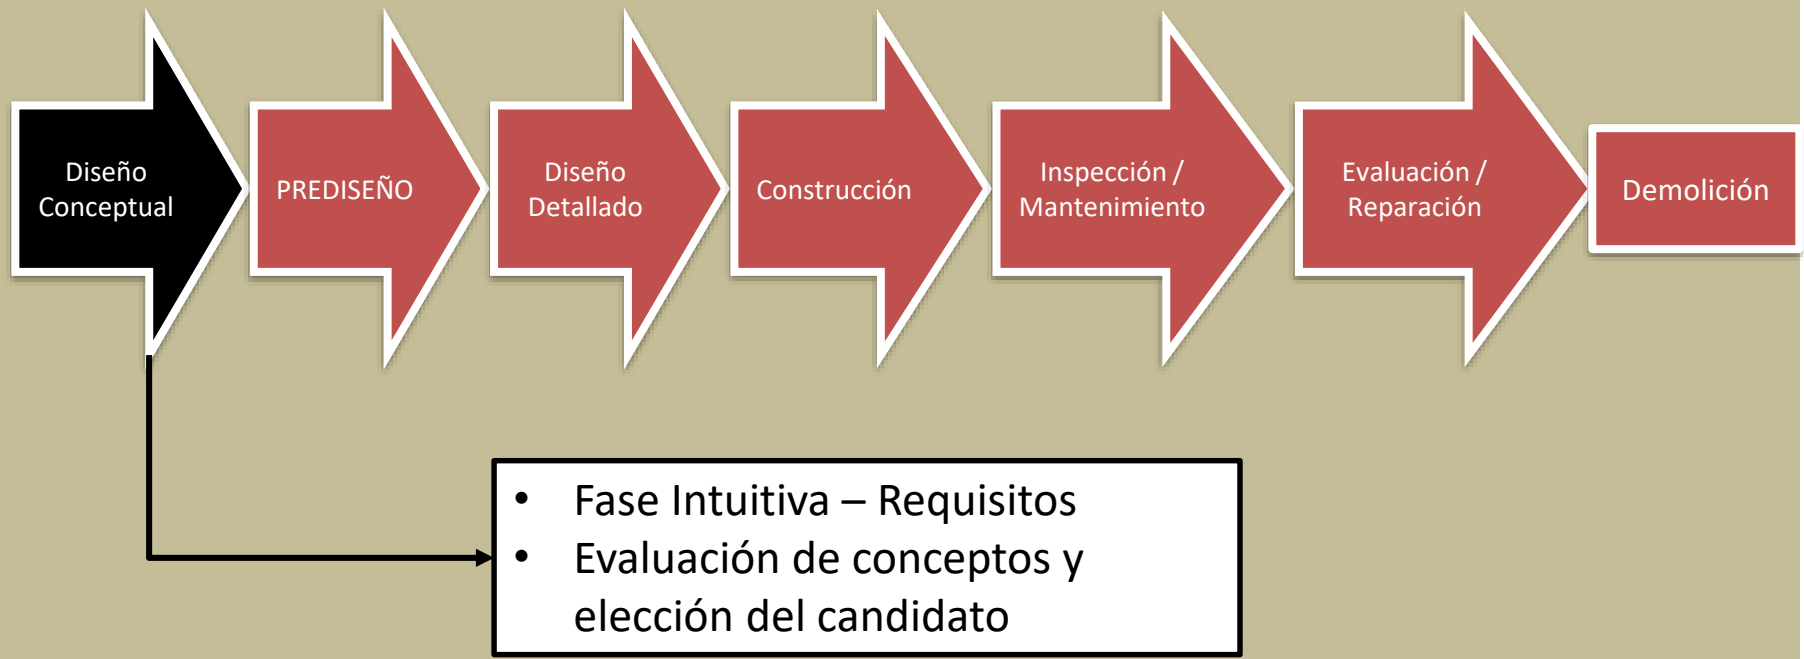 Diseño
Conceptual
PREDISEÑO
Diseño
Detallado
Construcción
Inspección /
Mantenimiento
Evaluación /
Reparación
Demolición
• Fase Intuitiva – Requisitos
• Evaluación de conceptos y
elección del candidato